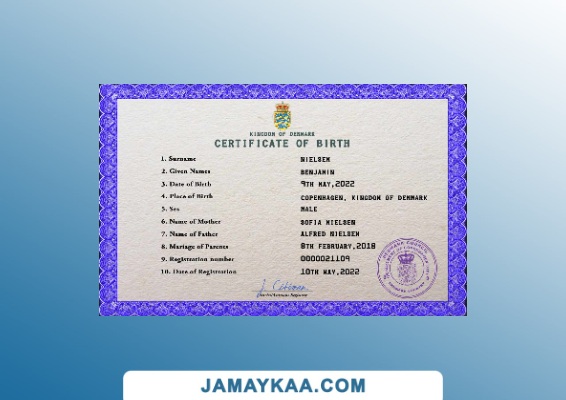 KINGDOM OF DENMARK
CERTIFICATE OF BIRTH
1. Surname NIELSEN
2. Given Names BENJAMIN
3. Date of Birth 9TH MAY,2022
4. Place of Birth COPENHAGEN, KINGDOM OF DENMARK
5. Sex MALE
6. Name of Mother SOFIA NIELSEN
7. Name of Father ALFRED NIELSEN
8. Mariage of Parents 8TH FEBRUARY,2018
9. Registration number 0000021109
10. Date of Registration 10TH MAY,2022
JAMAYKAA.COM